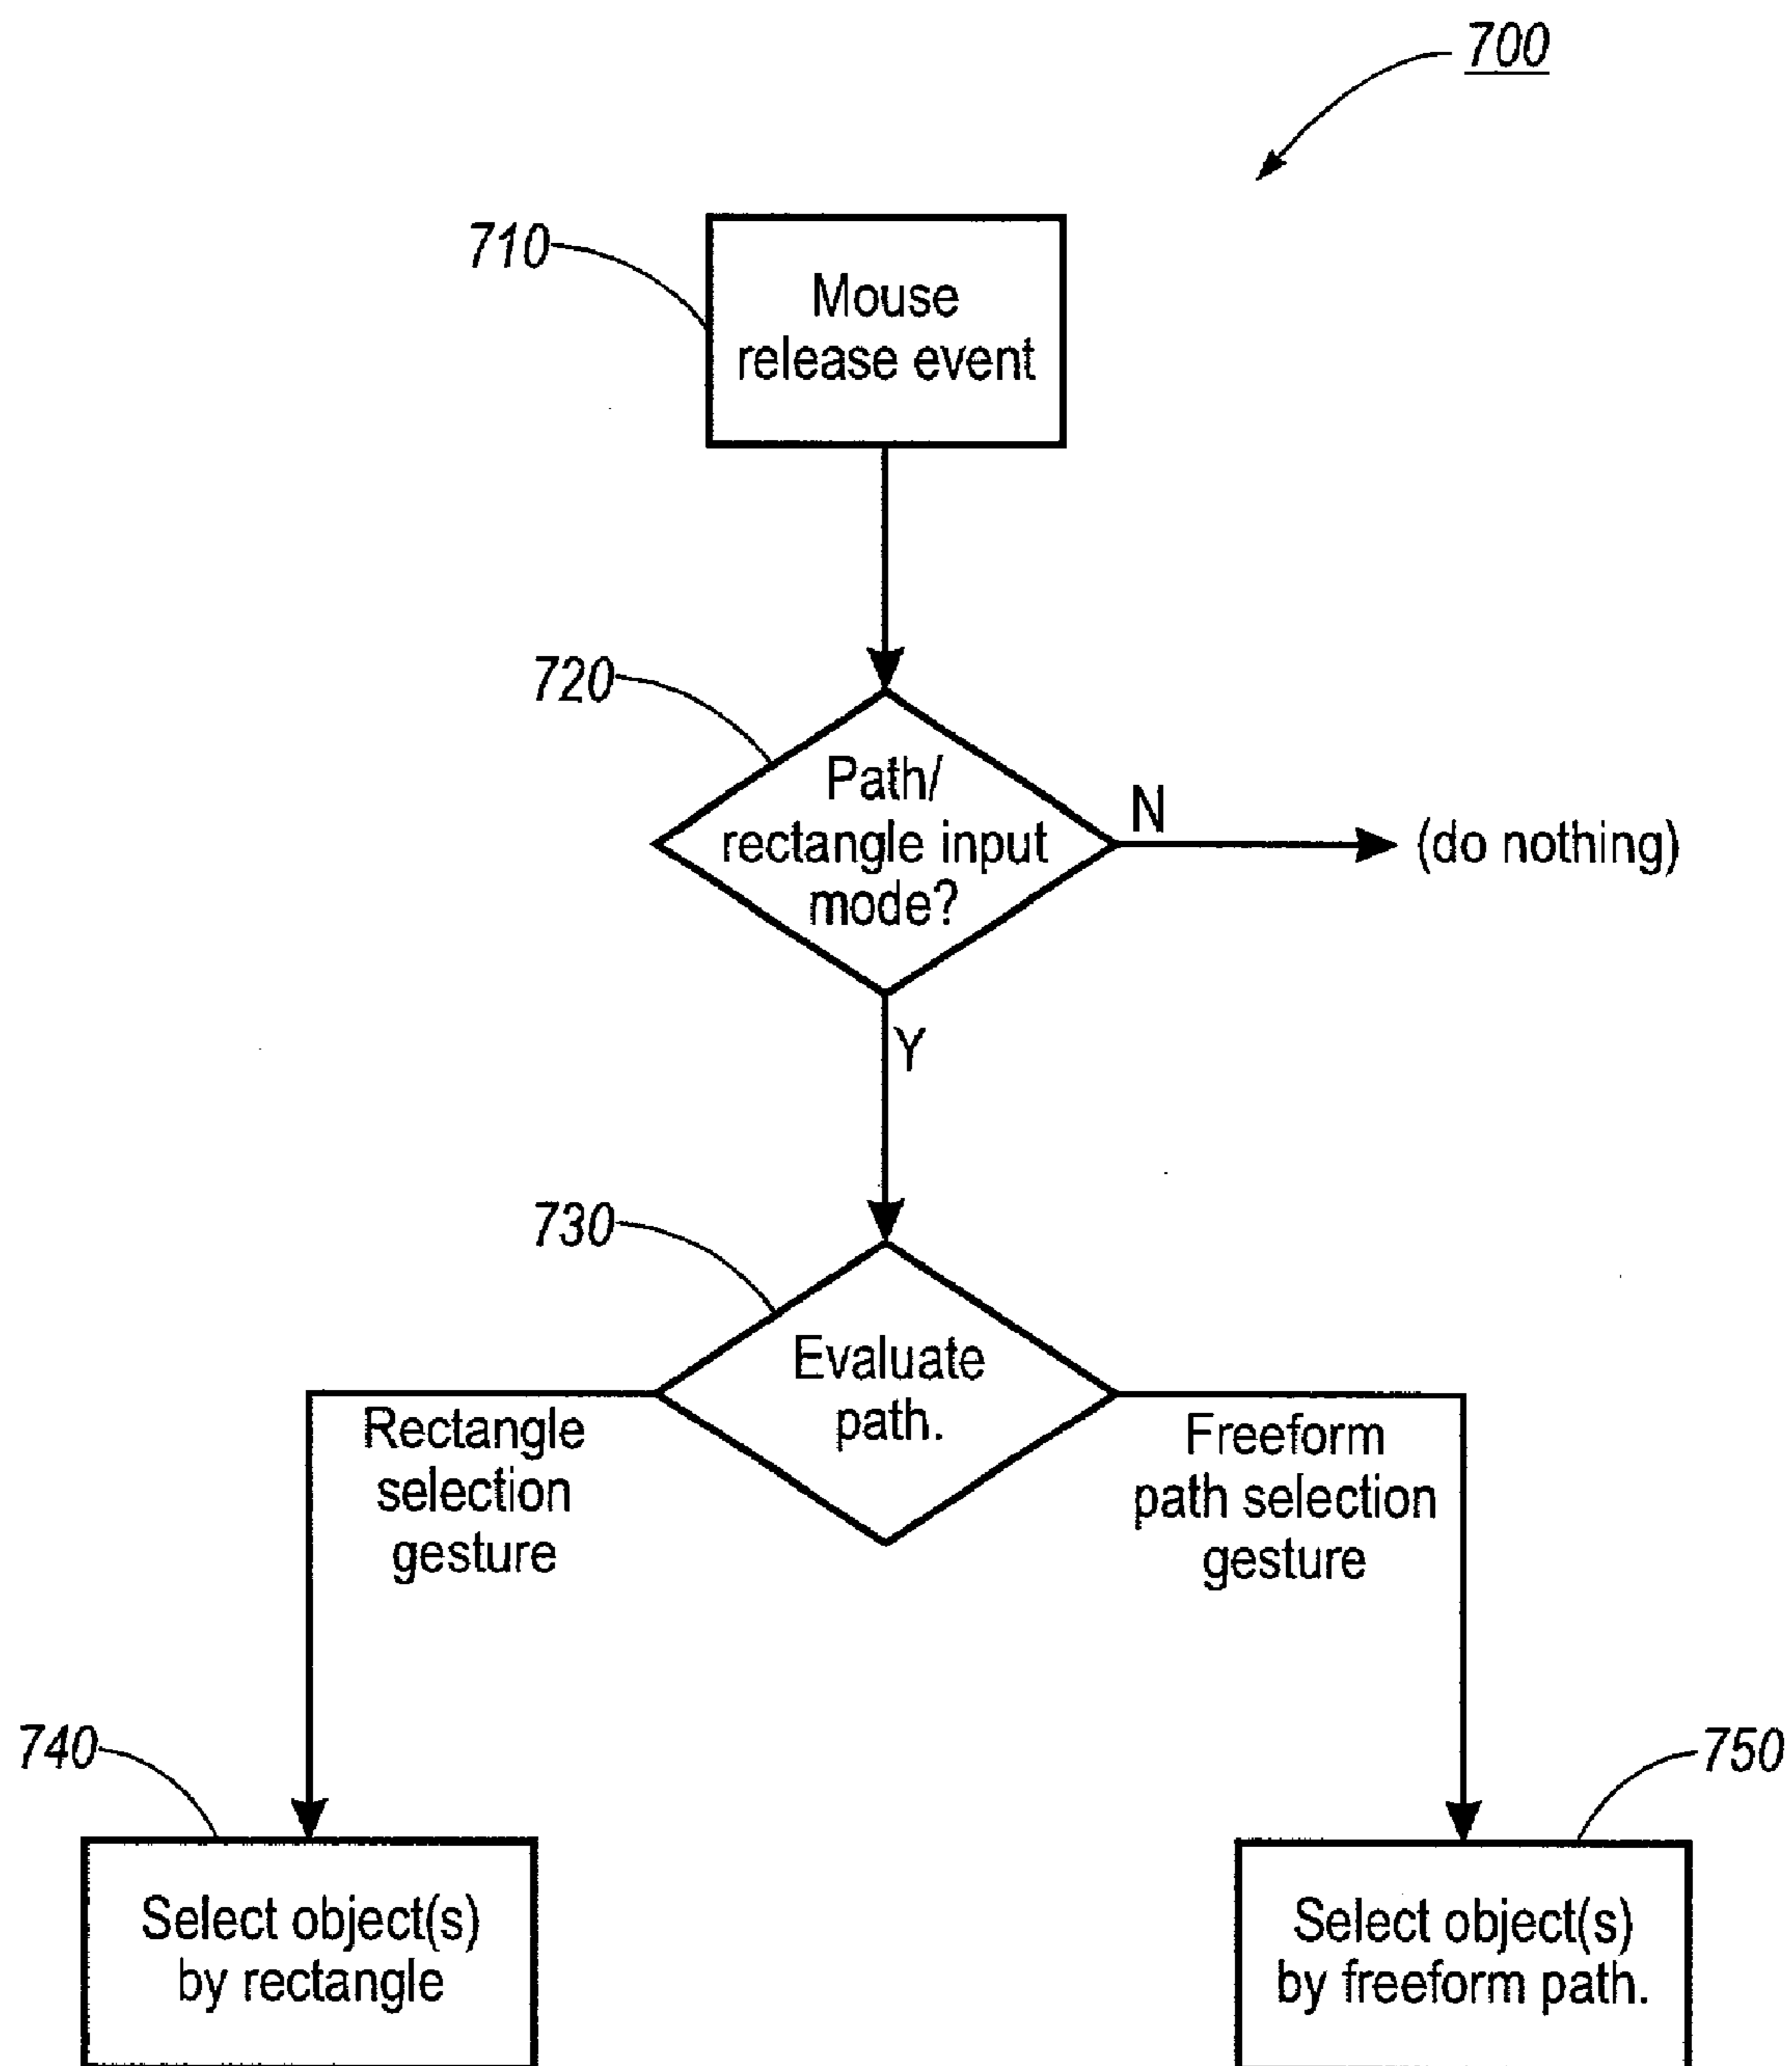 700
710
Mouse
release event
720
Path/
rectangle input
mode?
N
(do nothing)
Y
730
Evaluate
path.
Rectangle
selection
gesture
Freeform
path selection
gesture
740
750
Select object(s)
by rectangle
Select object(s)
by freeform path.